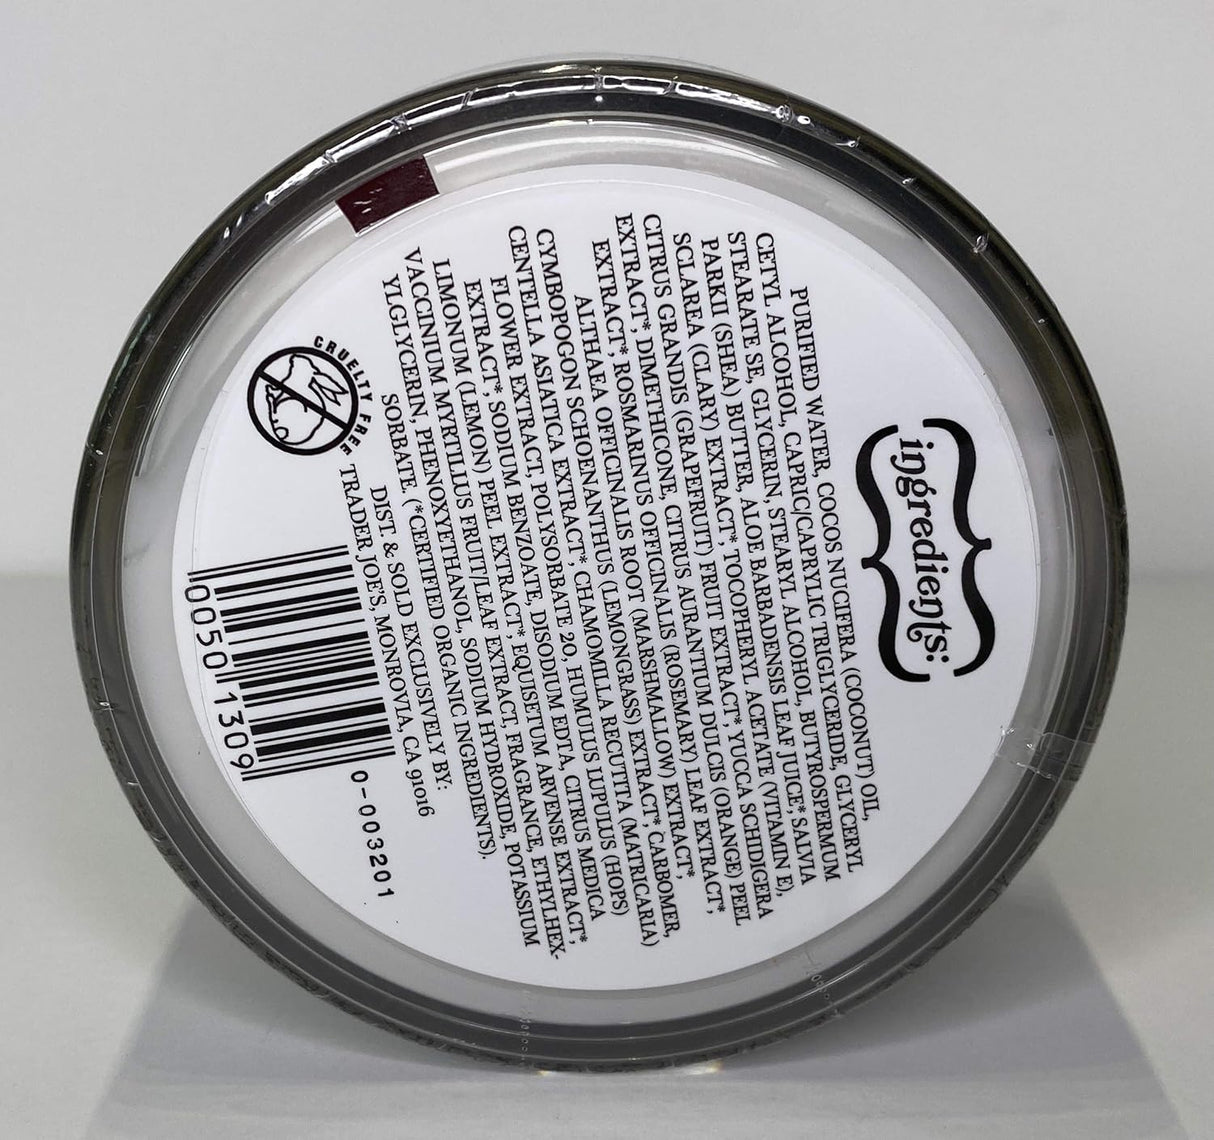 ingredients:
PURIFIED WATER, COCOS NUCIFERA (COCONUT) OIL,
CETYL ALCOHOL, CAPRIC/CAPRYLIC TRIGLYCERIDE, GLYCERYL
STEARATE SE, GLYCERIN, STEARYL ALCOHOL, BUTYROSPERMUM
PARKII (SHEA) BUTTER, ALOE BARBADENSIS LEAF JUICE*, SALVIA
SCLAREA (CLARY) EXTRACT*, TOCOPHERYL ACETATE (VITAMIN E),
CITRUS GRANDIS (GRAPEFRUIT) FRUIT EXTRACT*, YUCCA SCHIDIGERA
EXTRACT*, DIMETHICONE, CITRUS AURANTIUM DULCIS (ORANGE) PEEL
EXTRACT*, ROSMARINUS OFFICINALIS (ROSEMARY) LEAF EXTRACT*,
ALTHAEA OFFICINALIS ROOT (MARSHMALLOW) EXTRACT*,
CYMBOPOGON SCHOENANTHUS (LEMONGRASS) EXTRACT*, CARBOMER,
CENTELLA ASIATICA EXTRACT*, CHAMOMILLA RECUTITA (MATRICARIA)
FLOWER EXTRACT, POLYSORBATE 20, HUMULUS LUPULUS (HOPS)
EXTRACT*, SODIUM BENZOATE, DISODIUM EDTA, CITRUS MEDICA
LIMONUM (LEMON) PEEL EXTRACT*, EQUISETUM ARVENSE EXTRACT*,
VACCINIUM MYRTILLUS FRUIT/LEAF EXTRACT, FRAGRANCE, ETHYLHEX-
YLGLYCERIN, PHENOXYETHANOL, SODIUM HYDROXIDE, POTASSIUM
SORBATE. (*CERTIFIED ORGANIC INGREDIENTS).
DIST. & SOLD EXCLUSIVELY BY:
TRADER JOE'S, MONROVIA, CA 91016
CRUELTY FREE
0-003201
0050 1309